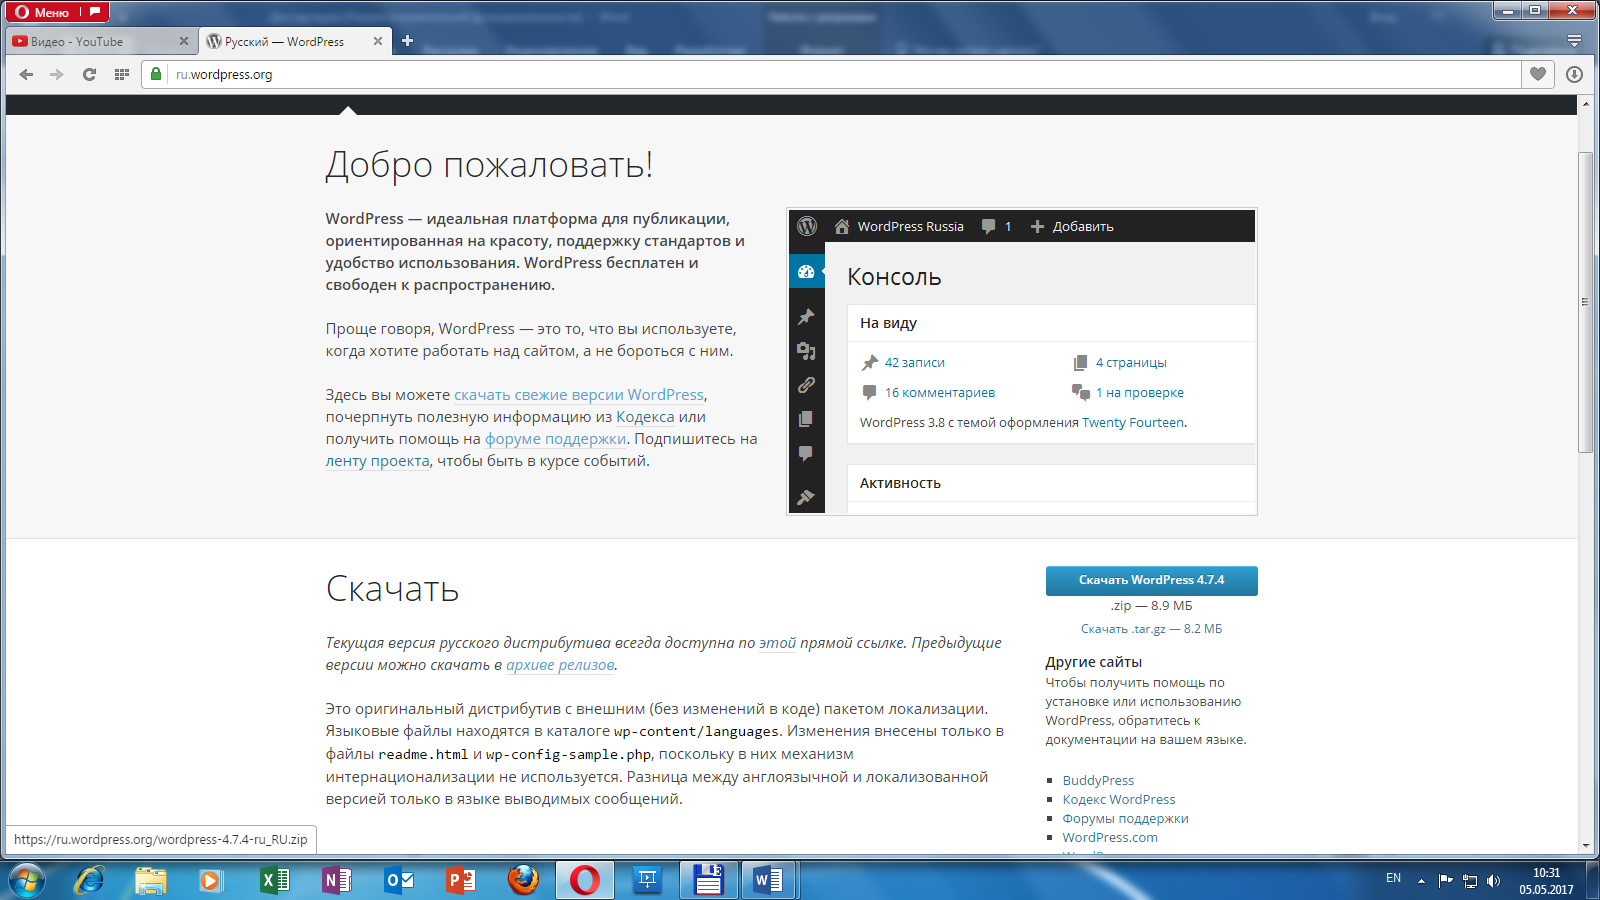 Меню
Видео - YouTube
Русский — WordPress
ru.wordpress.org
Добро пожаловать!
WordPress — идеальная платформа для публикации,
ориентированная на красоту, поддержку стандартов и
удобство использования. WordPress бесплатен и
свободен к распространению.
Проще говоря, WordPress — это то, что вы используете,
когда хотите работать над сайтом, а не бороться с ним.
Здесь вы можете скачать свежие версии WordPress,
почерпнуть полезную информацию из Кодекса или
получить помощь на форуме поддержки. Подпишитесь на
ленту проекта, чтобы быть в курсе событий.
WordPress Russia 1 Добавить
Консоль
На виду
42 записи 4 страницы
16 комментариев 1 на проверке
WordPress 3.8 с темой оформления Twenty Fourteen.
Активность
Скачать
Текущая версия русского дистрибутива всегда доступна по этой прямой ссылке. Предыдущие
версии можно скачать в архиве релизов.
Это оригинальный дистрибутив с внешним (без изменений в коде) пакетом локализации.
Языковые файлы находятся в каталоге wp-content/languages. Изменения внесены только в
файлы readme.html и wp-config-sample.php, поскольку в них механизм
интернационализации не используется. Разница между англоязычной и локализованной
версией только в языке выводимых сообщений.
Скачать WordPress 4.7.4
.zip — 8.9 МБ
Скачать .tar.gz — 8.2 МБ
Другие сайты
Чтобы получить помощь по
установке или использованию
WordPress, обратитесь к
документации на вашем языке.
BuddyPress
Кодекс WordPress
Форумы поддержки
WordPress.com
https://ru.wordpress.org/wordpress-4.7.4-ru_RU.zip
EN
10:31
05.05.2017